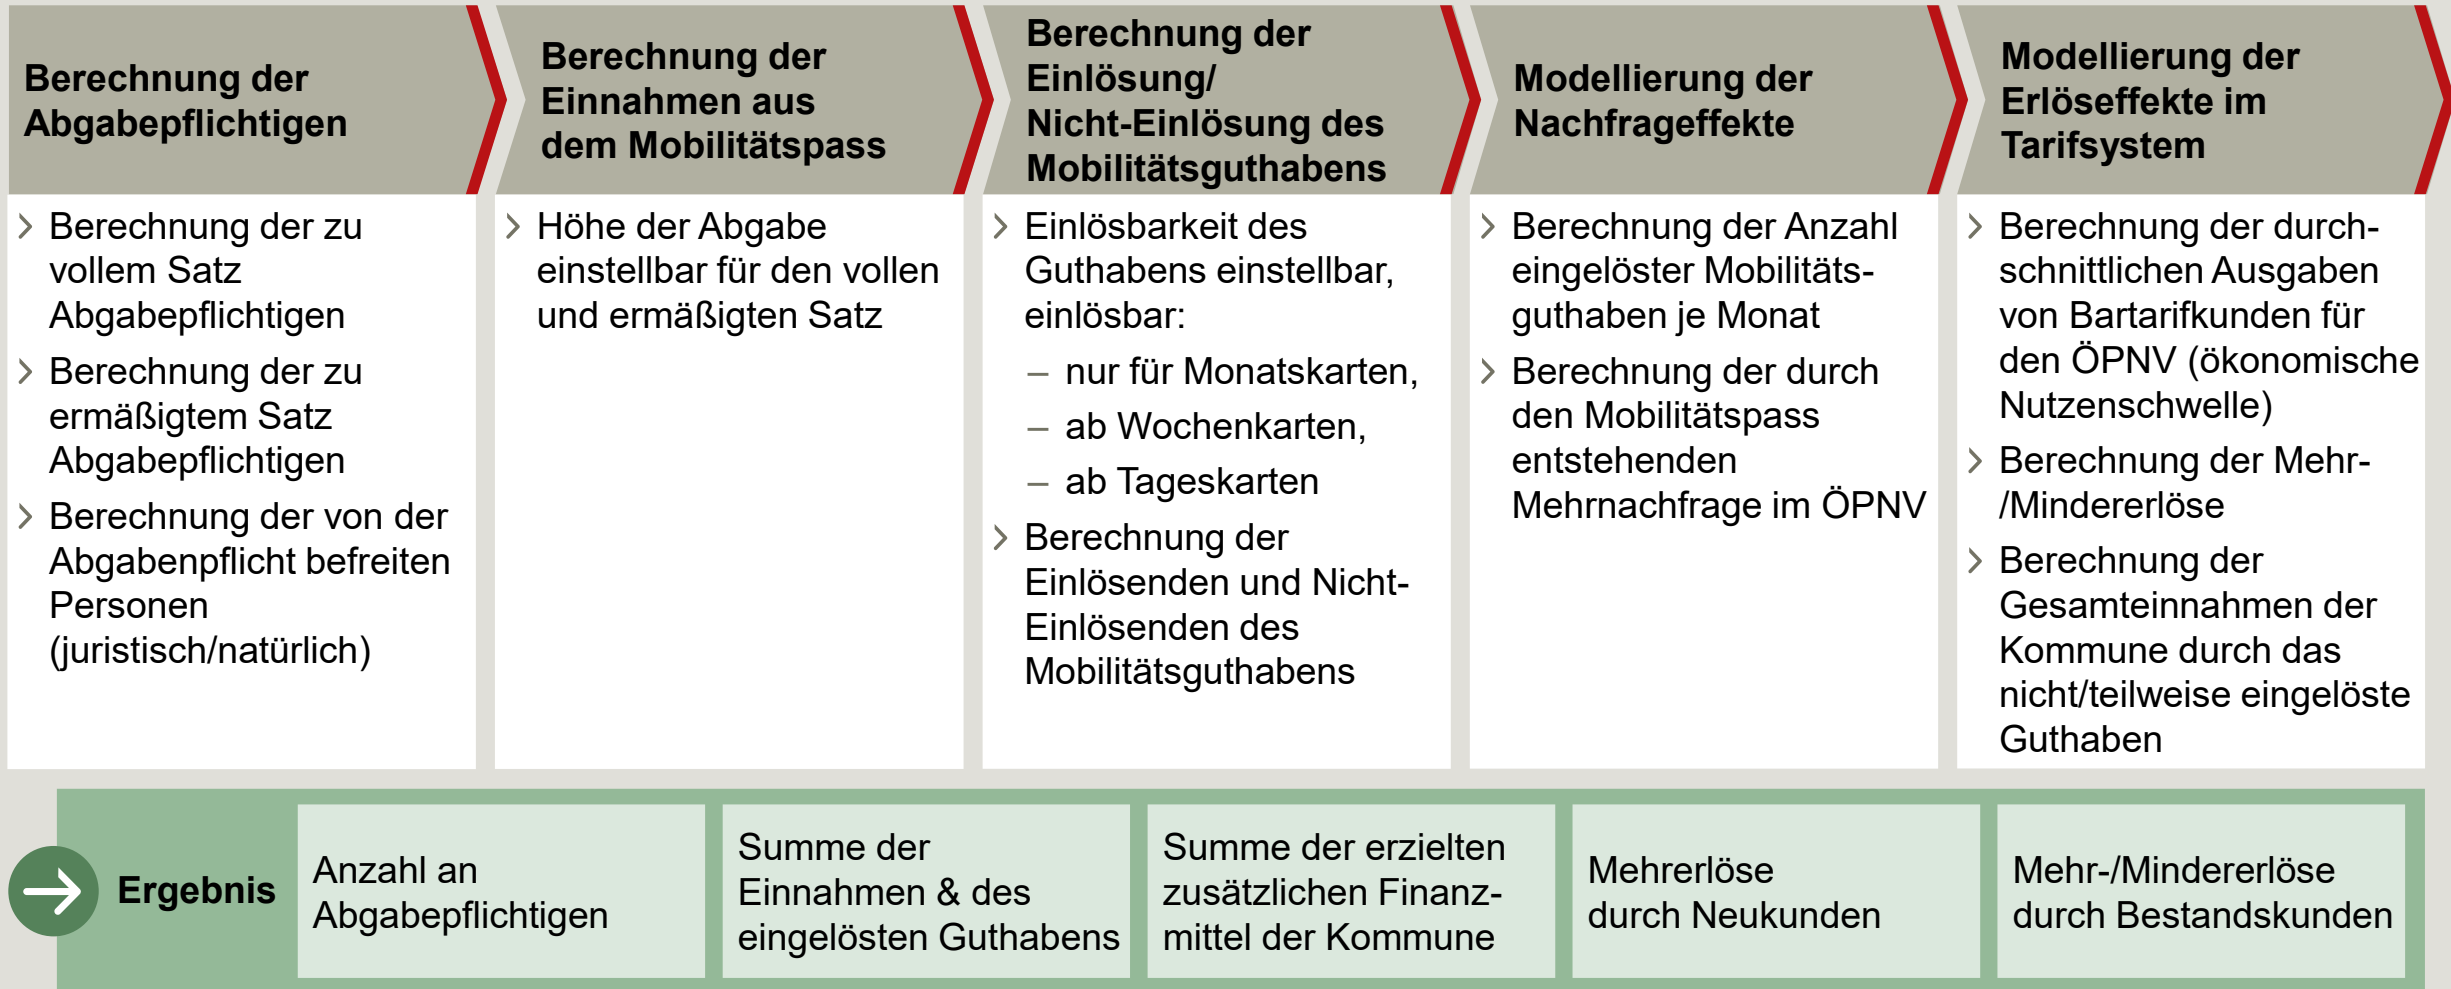 Berechnung der
Abgabepflichtigen
Berechnung der
Einnahmen aus
dem Mobilitätspass
Berechnung der
Einlösung/
Nicht-Einlösung des
Mobilitätsguthabens
Modellierung der
Nachfrageffekte
Modellierung der
Erlöseffekte im
Tarifsystem
Berechnung der zu
vollem Satz
Abgabepflichtigen
Berechnung der zu
ermäßigtem Satz
Abgabepflichtigen
Berechnung der von der
Abgabenpflicht befreiten
Personen
(juristisch/natürlich)
Höhe der Abgabe
einstellbar für den vollen
und ermäßigten Satz
Einlösbarkeit des
Guthabens einstellbar,
einlösbar:
– nur für Monatskarten,
– ab Wochenkarten,
– ab Tageskarten
Berechnung der
Einlösenden und Nicht-
Einlösenden des
Mobilitätsguthabens
Berechnung der Anzahl
eingelöster Mobilitäts-
guthaben je Monat
Berechnung der durch
den Mobilitätspass
entstehenden
Mehrnachfrage im ÖPNV
Berechnung der durch-
schnittlichen Ausgaben
von Bartarifkunden für
den ÖPNV (ökonomische
Nutzenschwelle)
Berechnung der Mehr-
/Mindererlöse
Berechnung der
Gesamteinnahmen der
Kommune durch das
nicht/teilweise eingelöste
Guthaben
Ergebnis
Anzahl an
Abgabepflichtigen
Summe der
Einnahmen & des
eingelösten Guthabens
Summe der erzielten
zusätzlichen Finanz-
mittel der Kommune
Mehrerlöse
durch Neukunden
Mehr-/Mindererlöse
durch Bestandskunden